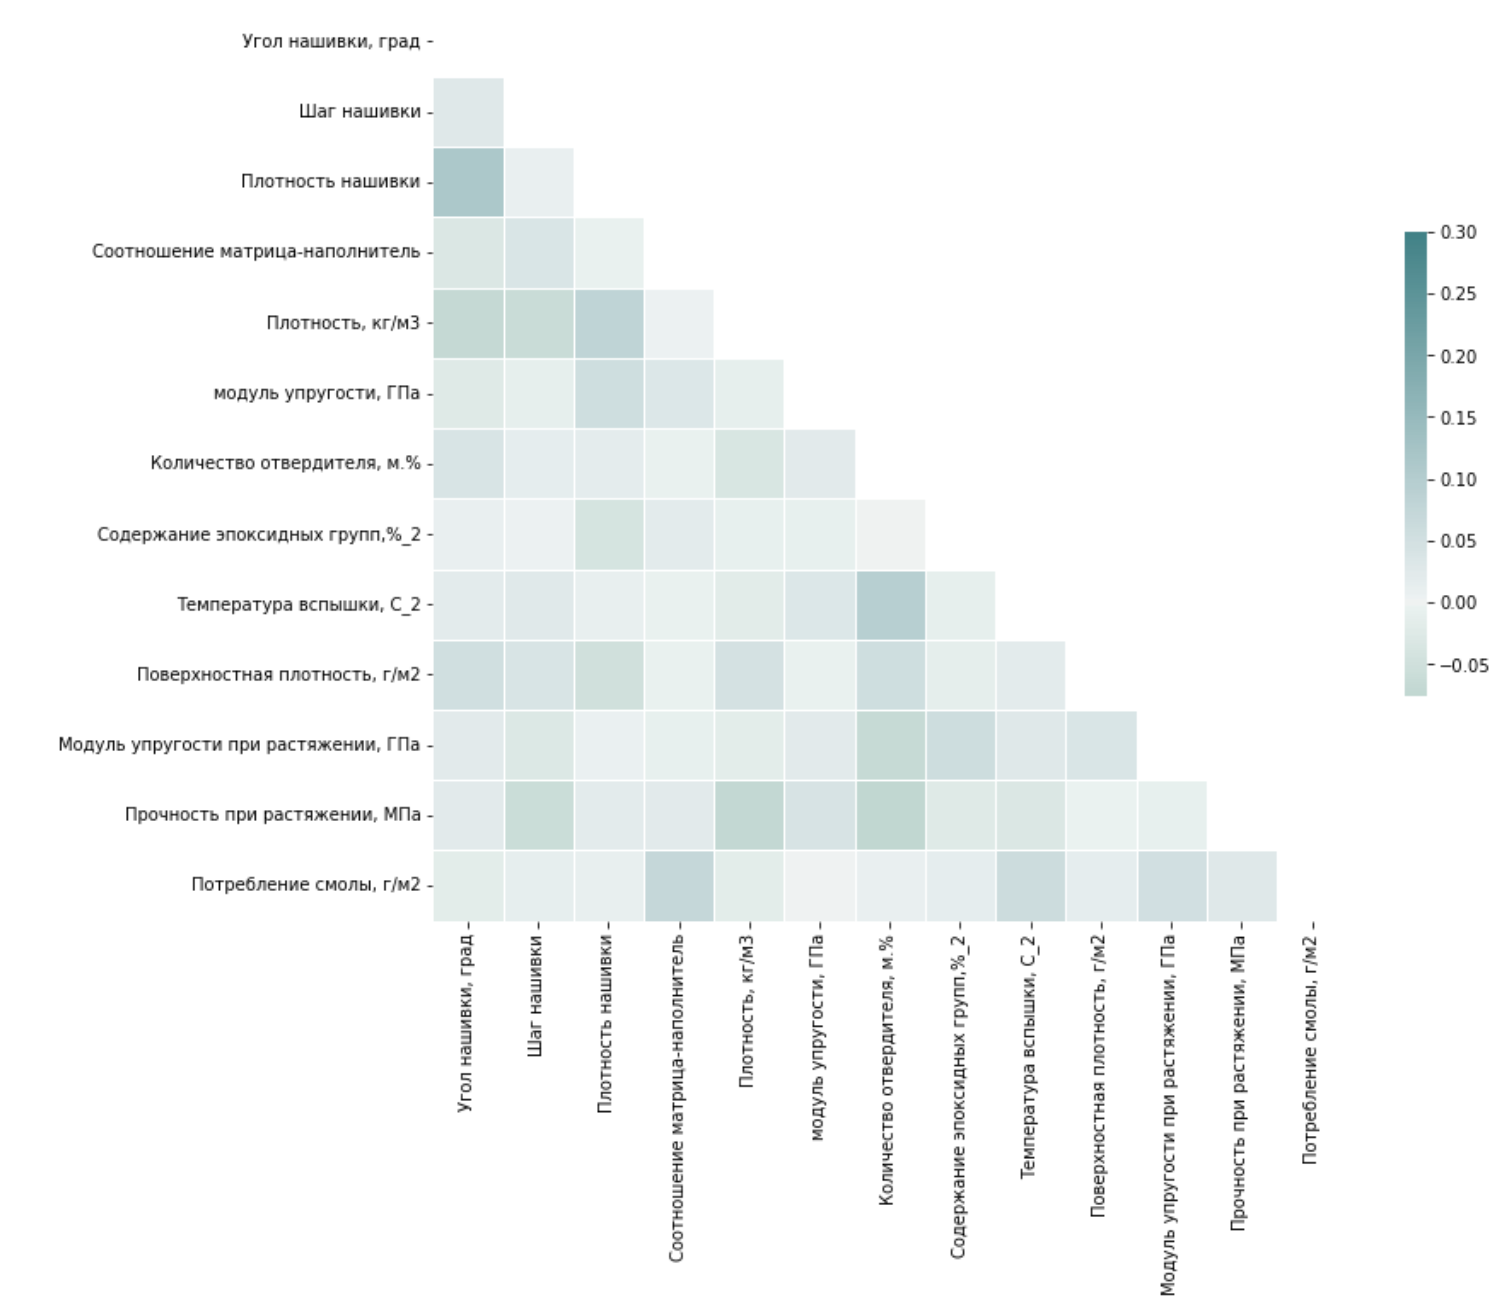 Угол нашивки, град
Шаг нашивки
Плотность нашивки
Соотношение матрица-наполнитель
Плотность, кг/м3
модуль упругости, ГПа
Количество отвердителя, м.%
Содержание эпоксидных групп,%_2
Температура вспышки, С_2
Поверхностная плотность, г/м2
Модуль упругости при растяжении, ГПа
Прочность при растяжении, МПа
Потребление смолы, г/м2
0.30
0.25
0.20
0.15
0.10
0.05
0.00
−0.05
Угол нашивки, град
Шаг нашивки
Плотность нашивки
Соотношение матрица-наполнитель
Плотность, кг/м3
модуль упругости, ГПа
Количество отвердителя, м.%
Содержание эпоксидных групп,%_2
Температура вспышки, С_2
Поверхностная плотность, г/м2
Модуль упругости при растяжении, ГПа
Прочность при растяжении, МПа
Потребление смолы, г/м2